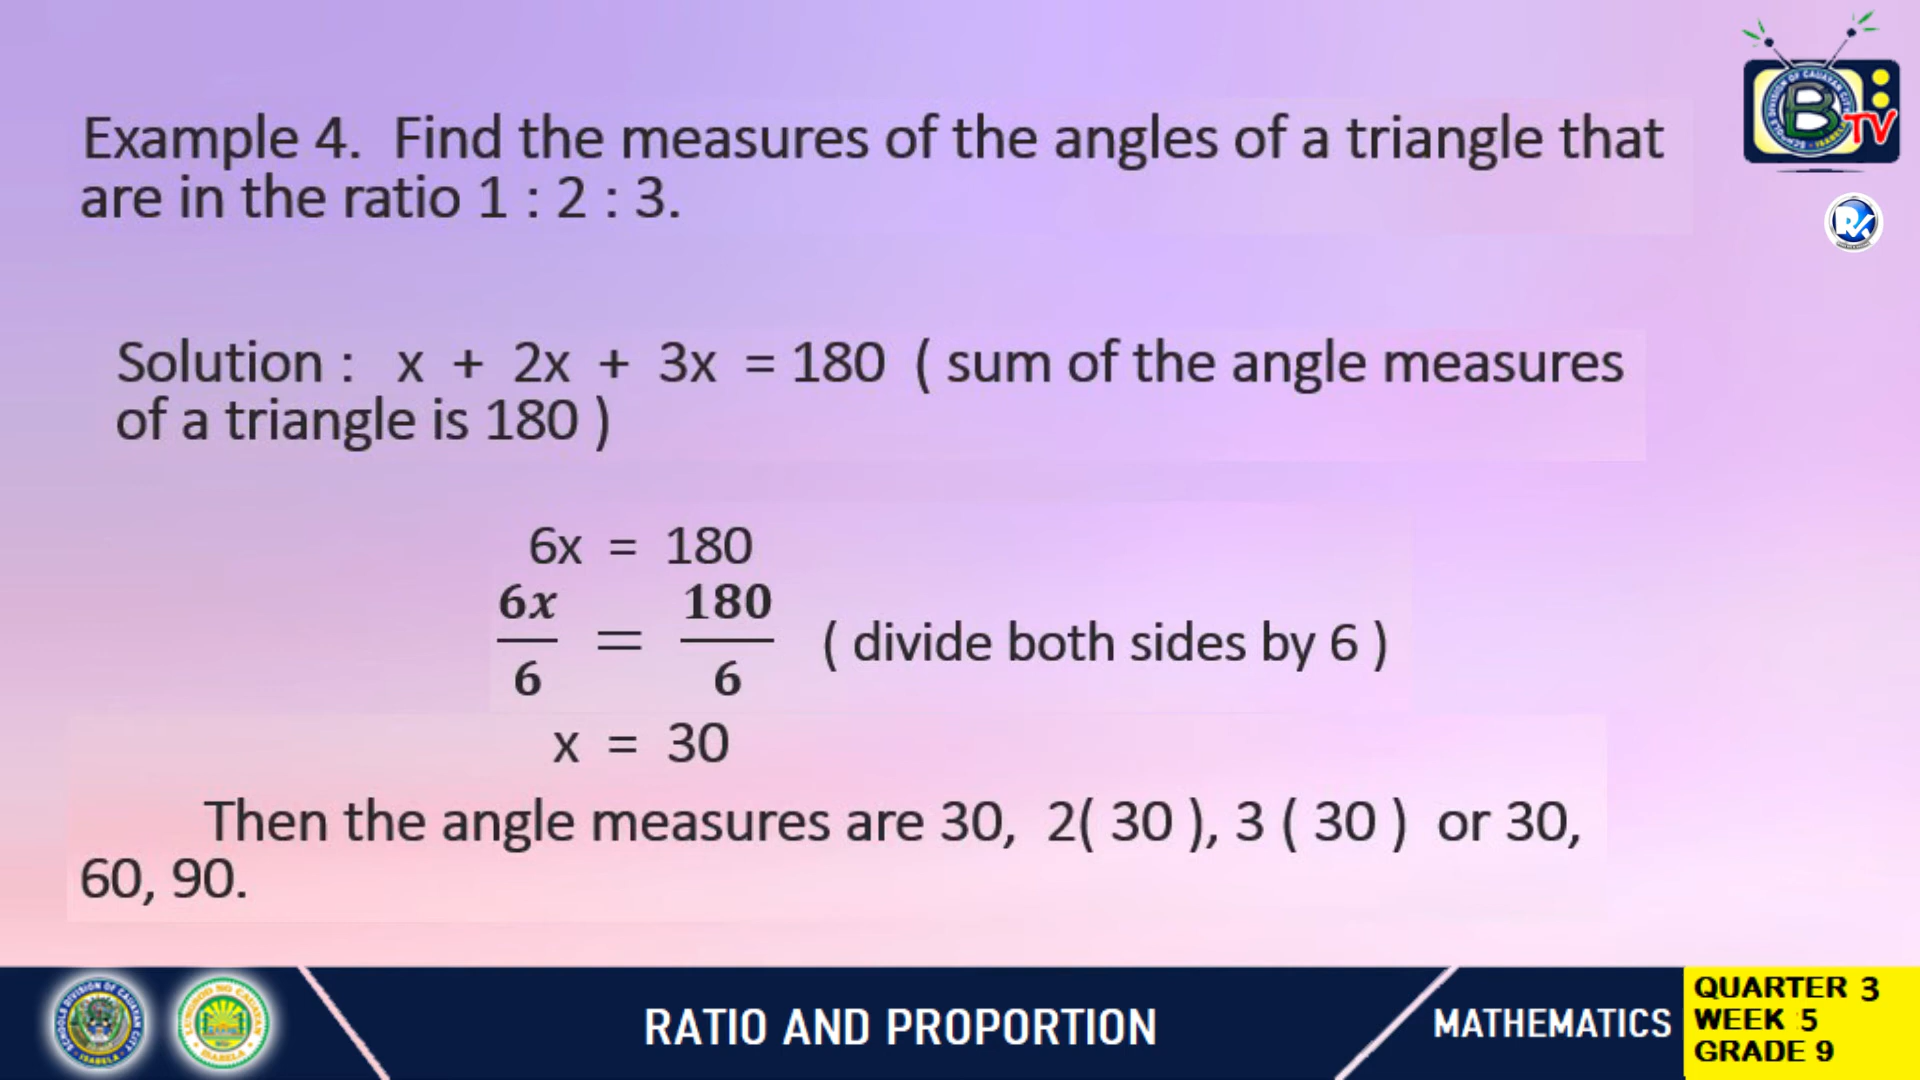 Example 4. Find the measures of the angles of a triangle that
are in the ratio 1 : 2 : 3.
Solution : x + 2x + 3x = 180 ( sum of the angle measures
of a triangle is 180 )
6x = 180
6x/6 = 180/6 ( divide both sides by 6 )
x = 30
Then the angle measures are 30, 2( 30 ), 3 ( 30 ) or 30,
60, 90.
B TV
RATIO AND PROPORTION
MATHEMATICS
QUARTER 3
WEEK 5
GRADE 9